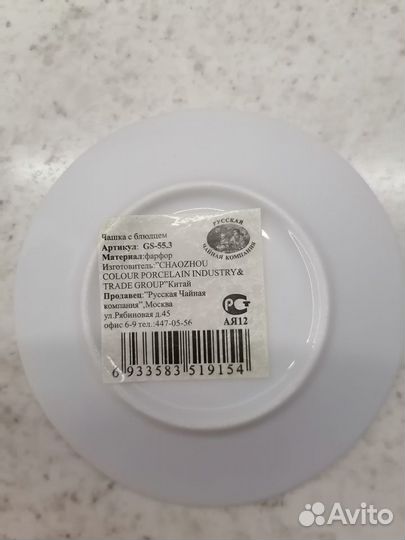 РУССКАЯ
ЧАЙНАЯ КОМПАНИЯ
Чашка с блюдцем
Артикул: GS-55.3
Материал:фарфор
Изготовитель:"CHAOZHOU
COLOUR PORCELAIN INDUSTRY&
TRADE GROUP"Китай
Продавец:"Русская Чайная
компания",Москва
ул.Рябиновая д.45
офис 6-9 тел.:447-05-56
АЯ12
6 933583 519154
Avito